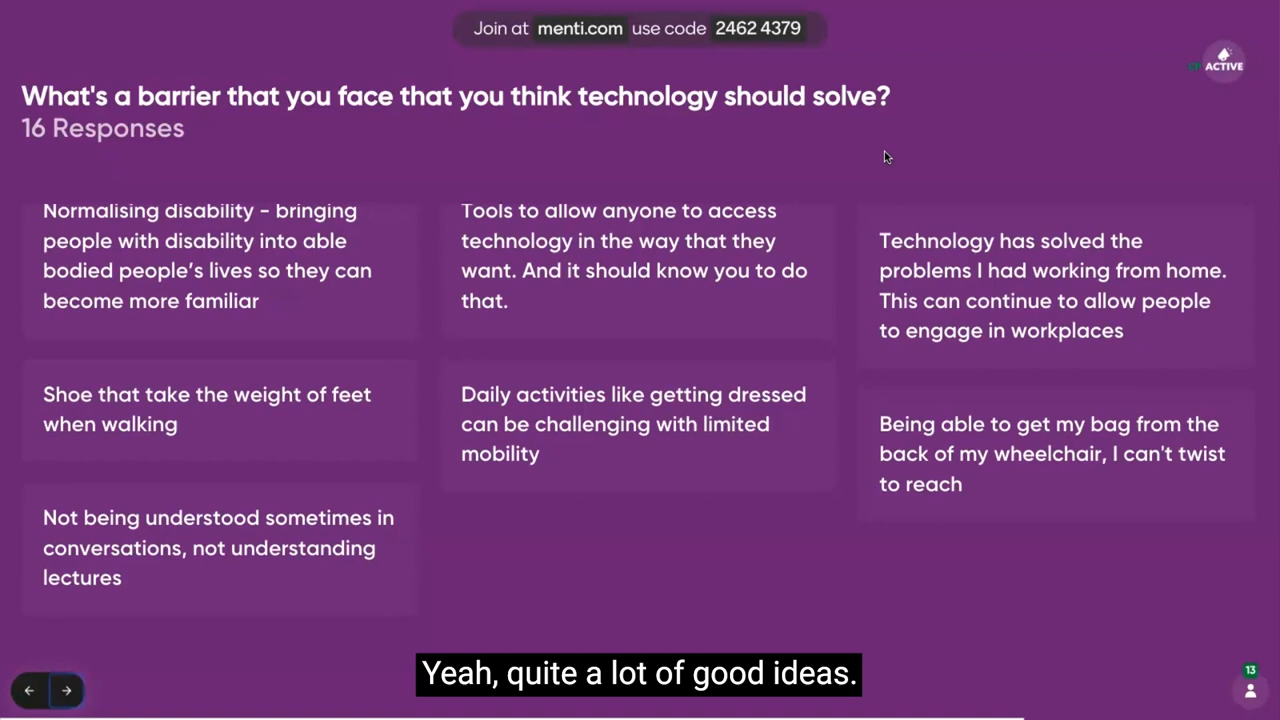 Join at menti.com use code 2462 4379
CP ACTIVE
What's a barrier that you face that you think technology should solve?
16 Responses
Normalising disability - bringing
people with disability into able
bodied people's lives so they can
become more familiar
Shoe that take the weight of feet
when walking
Not being understood sometimes in
conversations, not understanding
lectures
Tools to allow anyone to access
technology in the way that they
want. And it should know you to do
that.
Daily activities like getting dressed
can be challenging with limited
mobility
Technology has solved the
problems I had working from home.
This can continue to allow people
to engage in workplaces
Being able to get my bag from the
back of my wheelchair, I can't twist
to reach
Yeah, quite a lot of good ideas.
13